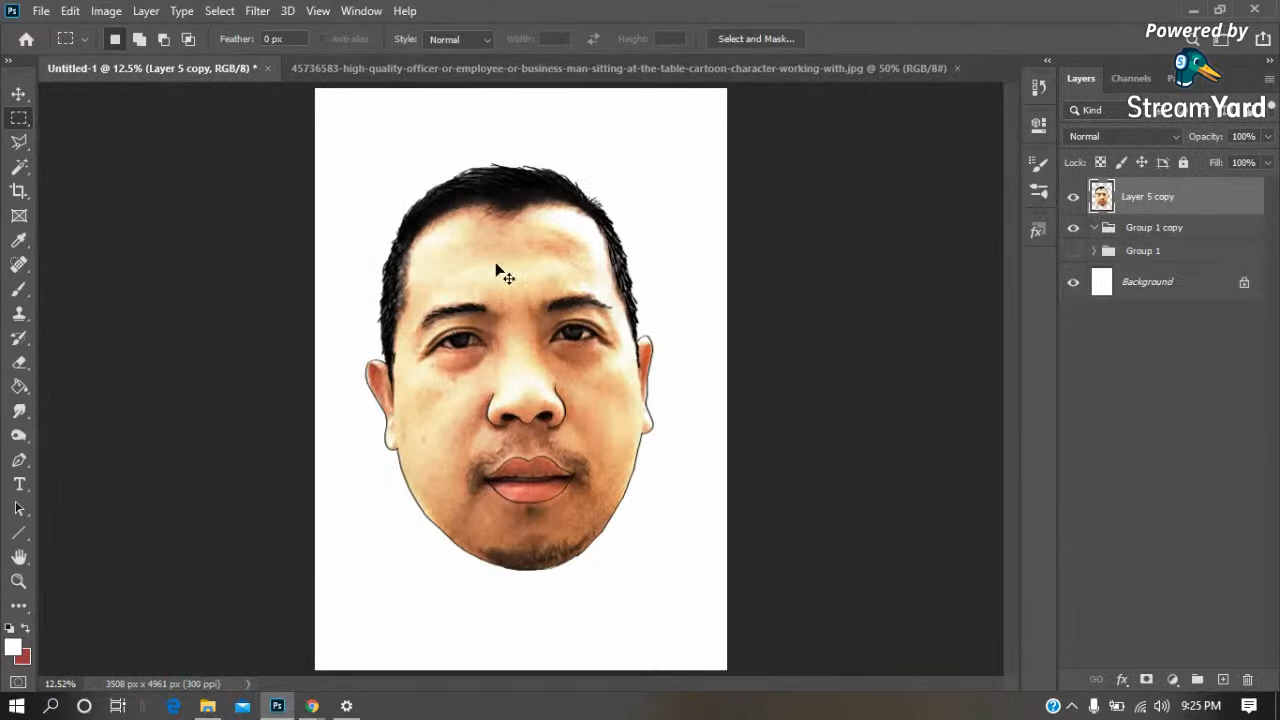 Ps File Edit Image Layer Type Select Filter 3D View Window Help
Powered by
StreamYard
Feather: 0 px Anti-alias Style: Normal Width: Height: Select and Mask...
Untitled-1 @ 12.5% (Layer 5 copy, RGB/8) * × 45736583-high-quality-officer-or-employee-or-business-man-sitting-at-the-table-cartoon-character-working-with.jpg @ 50% (RGB/8#) ×
Layers Channels
Kind
Normal Opacity: 100%
Lock: Fill: 100%
Layer 5 copy
Group 1 copy
Group 1
Background
fx
T
12.52% 3508 px x 4961 px (300 ppi)
fx
Ps
9:25 PM